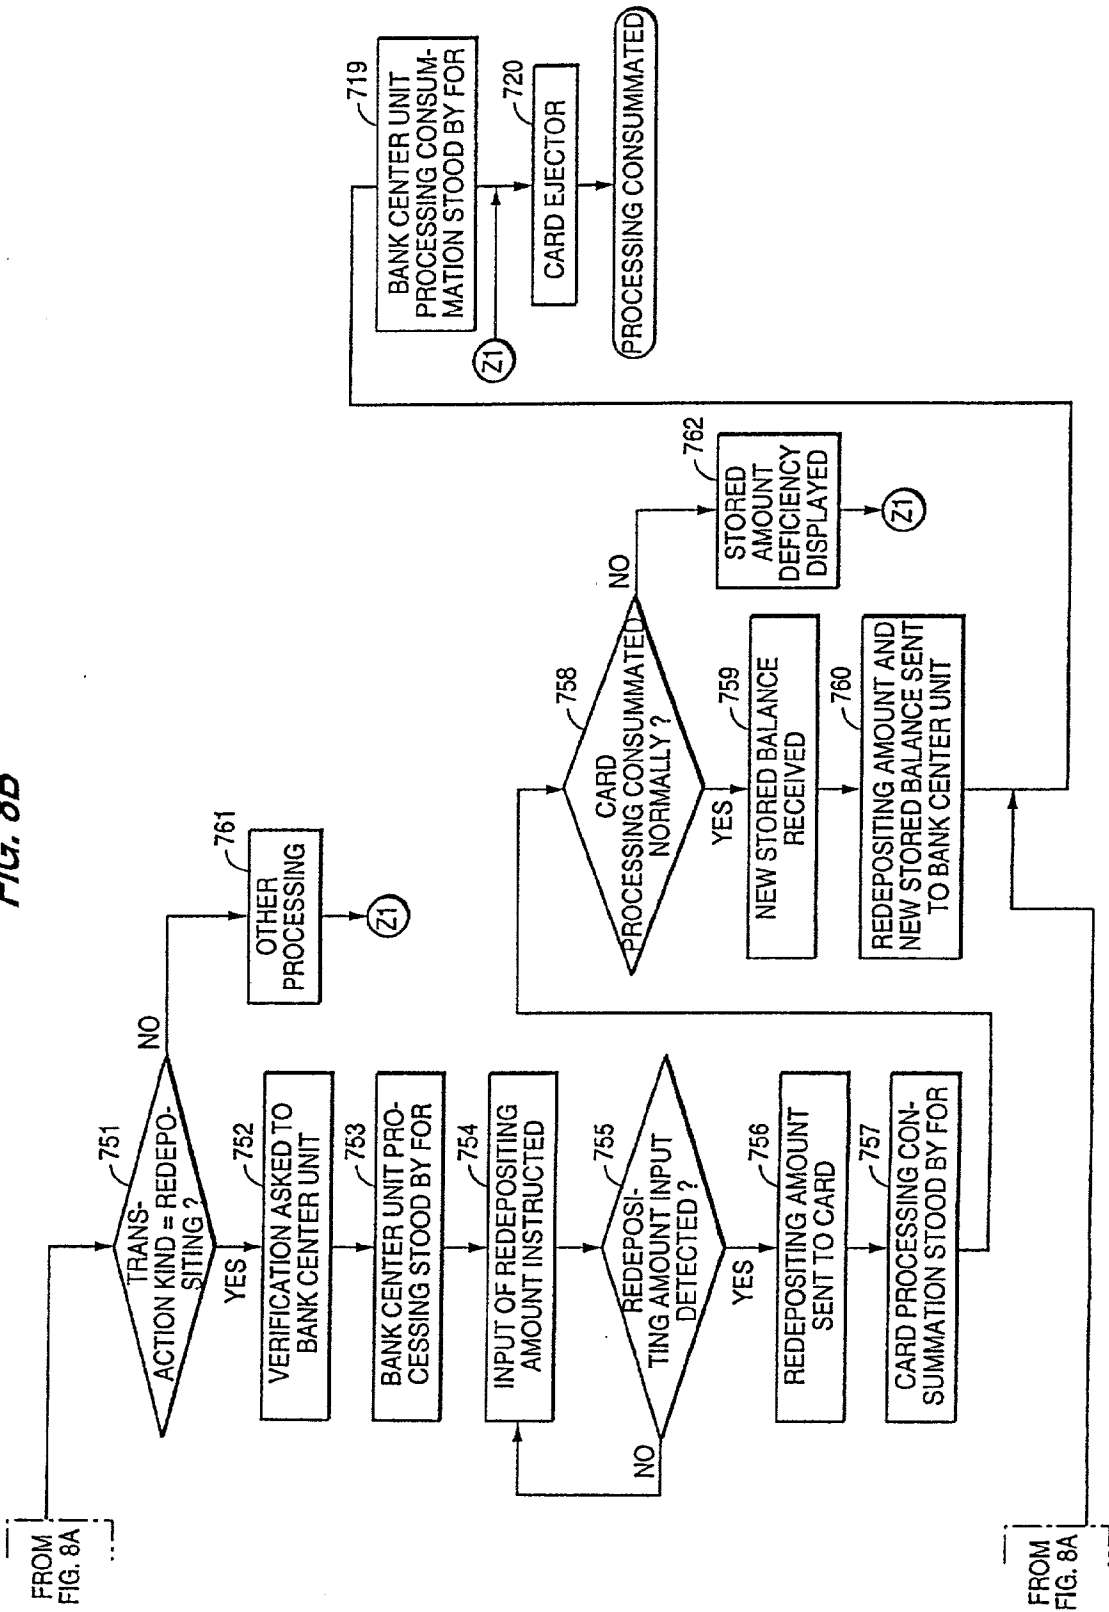 FIG. 8B
FROM
FIG. 8A
751
TRANS-
ACTION KIND = REDEPO-
SITING ?
NO
YES
761
OTHER
PROCESSING
Z1
752
VERIFICATION ASKED TO
BANK CENTER UNIT
753
BANK CENTER UNIT PRO-
CESSING STOOD BY FOR
754
INPUT OF REDEPOSITING
AMOUNT INSTRUCTED
755
REDEPOSI-
TING AMOUNT INPUT
DETECTED ?
NO
YES
756
REDEPOSITING AMOUNT
SENT TO CARD
757
CARD PROCESSING CON-
SUMMATION STOOD BY FOR
758
CARD
PROCESSING CONSUMMATED
NORMALLY ?
NO
YES
762
STORED
AMOUNT
DEFICIENCY
DISPLAYED
Z1
759
NEW STORED BALANCE
RECEIVED
760
REDEPOSITING AMOUNT AND
NEW STORED BALANCE SENT
TO BANK CENTER UNIT
FROM
FIG. 8A
719
BANK CENTER UNIT
PROCESSING CONSUM-
MATION STOOD BY FOR
Z1
720
CARD EJECTOR
PROCESSING CONSUMMATED